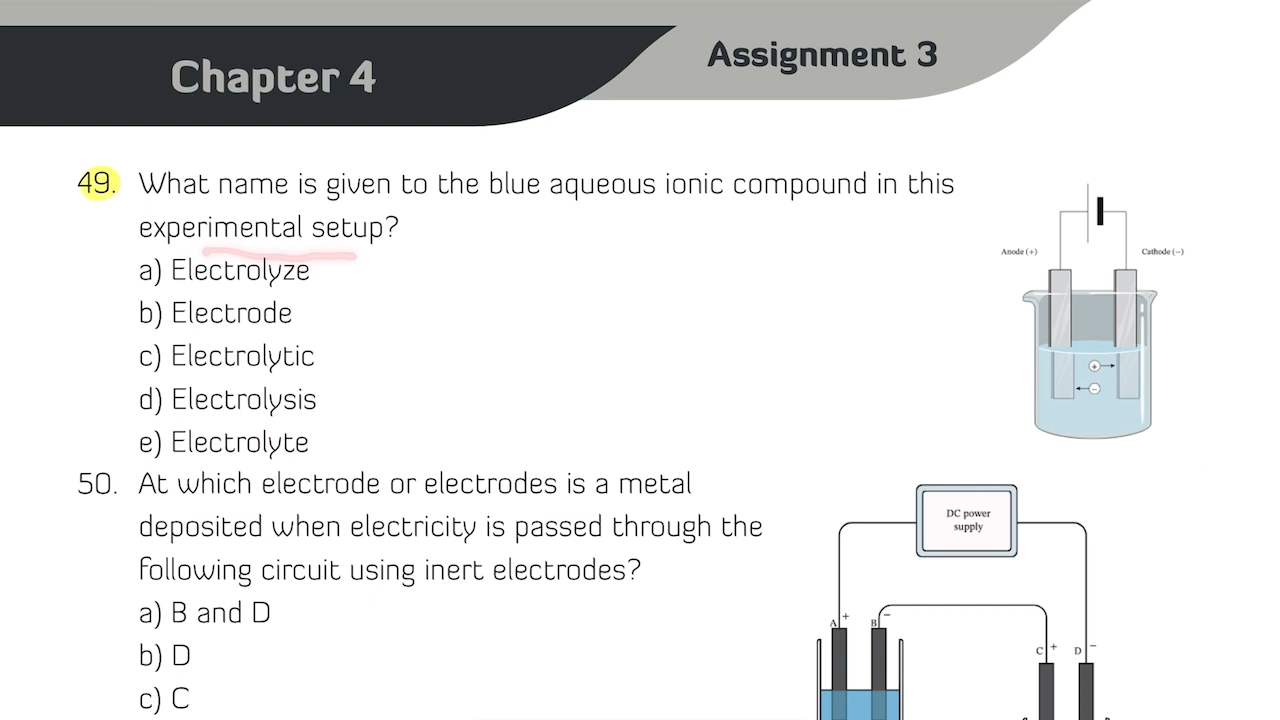 Chapter 4
Assignment 3
49. What name is given to the blue aqueous ionic compound in this
experimental setup?
a) Electrolyze
b) Electrode
c) Electrolytic
d) Electrolysis
e) Electrolyte
Anode (+)
Cathode (−)
+
−
50. At which electrode or electrodes is a metal
deposited when electricity is passed through the
following circuit using inert electrodes?
a) B and D
b) D
c) C
DC power
supply
A +
B −
C +
D −